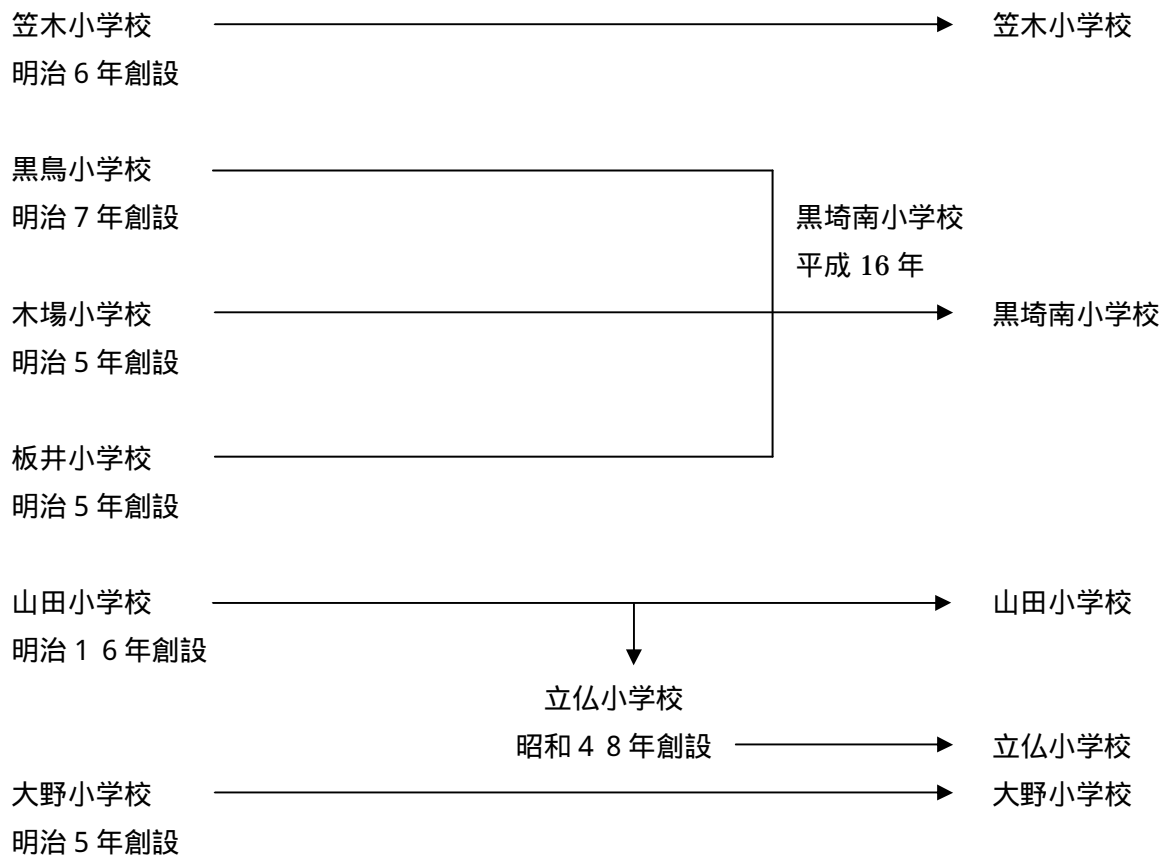 笠木小学校
笠木小学校
明治6年創設
黒鳥小学校
明治7年創設
黒埼南小学校
平成 16 年
木場小学校
黒埼南小学校
明治5年創設
板井小学校
明治5年創設
山田小学校
山田小学校
明治16年創設
立仏小学校
昭和48年創設
立仏小学校
大野小学校
大野小学校
明治5年創設